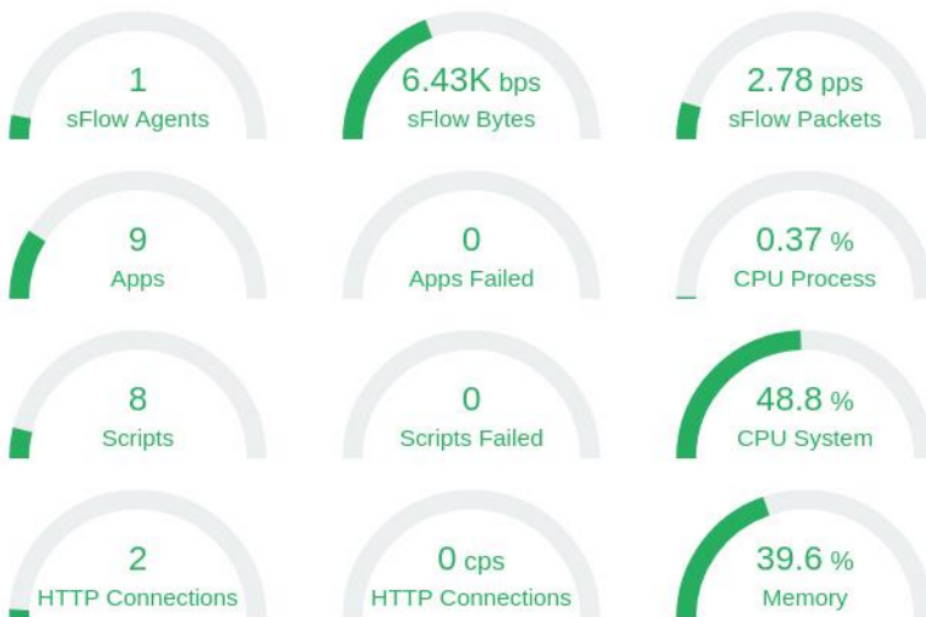 1
sFlow Agents
6.43K bps
sFlow Bytes
2.78 pps
sFlow Packets
9
Apps
0
Apps Failed
0.37 %
CPU Process
8
Scripts
0
Scripts Failed
48.8 %
CPU System
2
HTTP Connections
0 cps
HTTP Connections
39.6 %
Memory